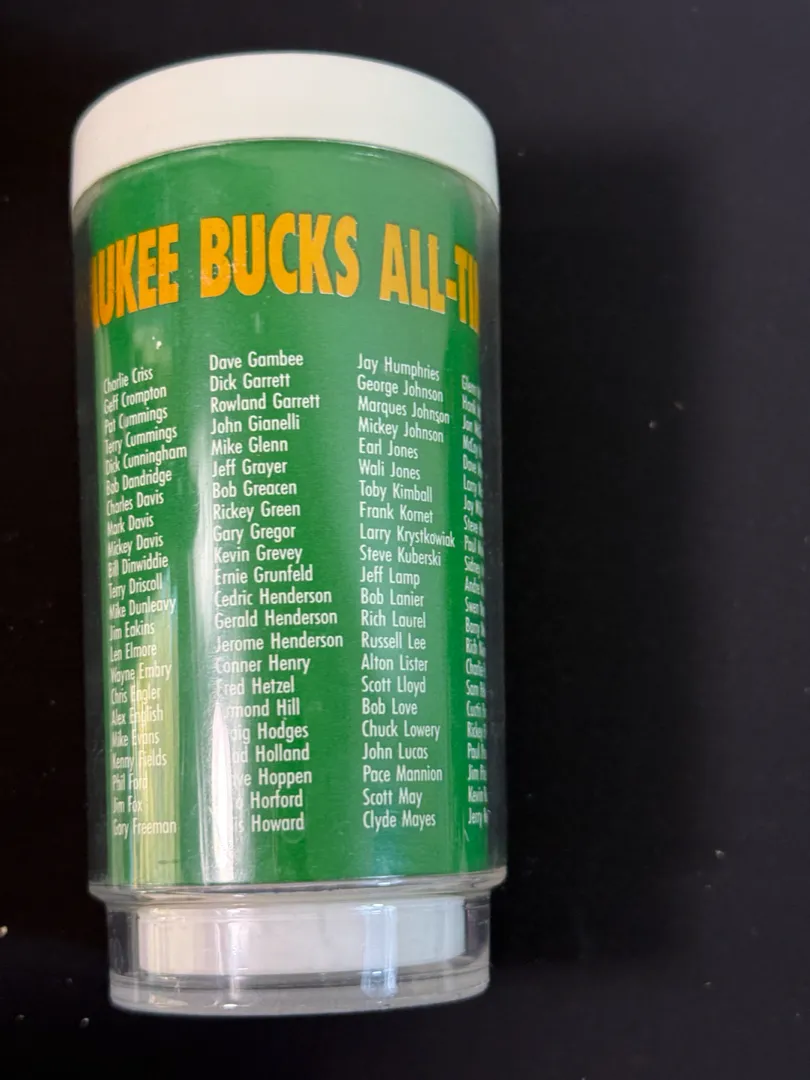 UKEE BUCKS ALL-TI
Charlie Criss
Geff Crompton
Pat Cummings
Terry Cummings
Dick Cunningham
Bob Dandridge
Charles Davis
Mark Davis
Mickey Davis
Bill Dinwiddie
Terry Driscoll
Mike Dunleavy
Jim Eakins
Len Elmore
Wayne Embry
Chris Engler
Alex English
Mike Evans
Kenny Fields
Phil Ford
Jim Fox
Gary Freeman
Dave Gambee
Dick Garrett
Rowland Garrett
John Gianelli
Mike Glenn
Jeff Grayer
Bob Greacen
Rickey Green
Gary Gregor
Kevin Grevey
Ernie Grunfeld
Cedric Henderson
Gerald Henderson
Jerome Henderson
Conner Henry
Fred Hetzel
mond Hill
Hodges
Holland
Hoppen
Horford
Howard
Jay Humphries
George Johnson
Marques Johnson
Mickey Johnson
Earl Jones
Wali Jones
Toby Kimball
Frank Kornet
Larry Krystkowiak
Steve Kuberski
Jeff Lamp
Bob Lanier
Rich Laurel
Russell Lee
Alton Lister
Scott Lloyd
Bob Love
Chuck Lowery
John Lucas
Pace Mannion
Scott May
Clyde Mayes